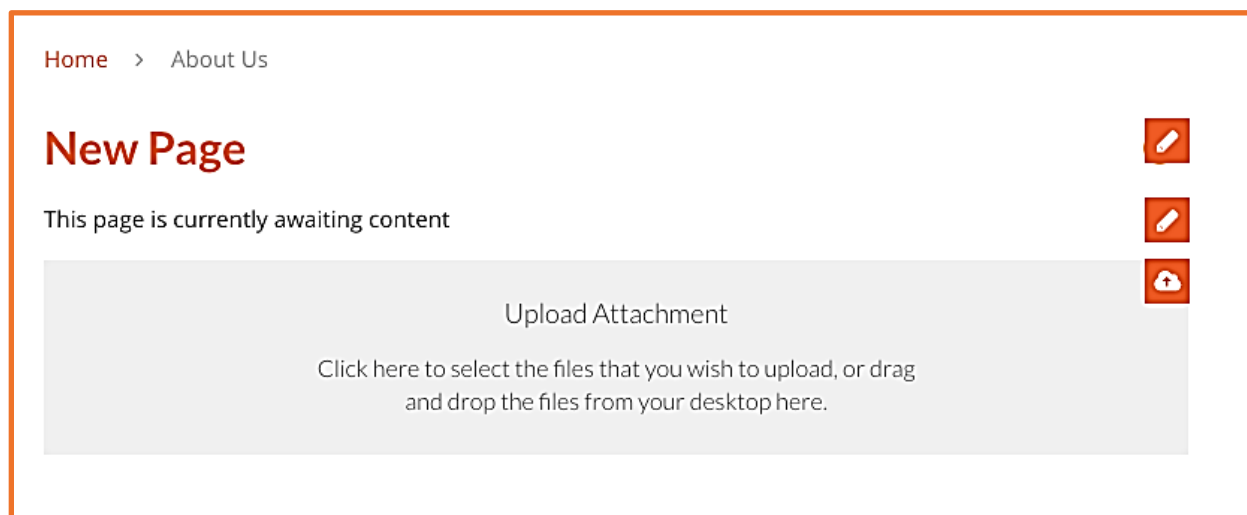 Home > About Us
New Page
This page is currently awaiting content
Upload Attachment
Click here to select the files that you wish to upload, or drag
and drop the files from your desktop here.